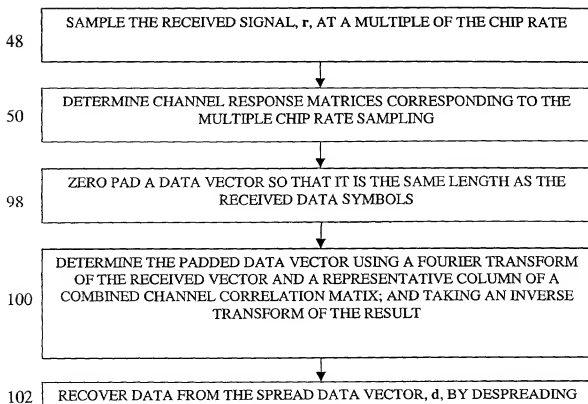 48
SAMPLE THE RECEIVED SIGNAL, r, AT A MULTIPLE OF THE CHIP RATE
50
DETERMINE CHANNEL RESPONSE MATRICES CORRESPONDING TO THE
MULTIPLE CHIP RATE SAMPLING
98
ZERO PAD A DATA VECTOR SO THAT IT IS THE SAME LENGTH AS THE
RECEIVED DATA SYMBOLS
100
DETERMINE THE PADDED DATA VECTOR USING A FOURIER TRANSFORM
OF THE RECEIVED VECTOR AND A REPRESENTATIVE COLUMN OF A
COMBINED CHANNEL CORRELATION MATIX; AND TAKING AN INVERSE
TRANSFORM OF THE RESULT
102
RECOVER DATA FROM THE SPREAD DATA VECTOR, d, BY DESPREADING